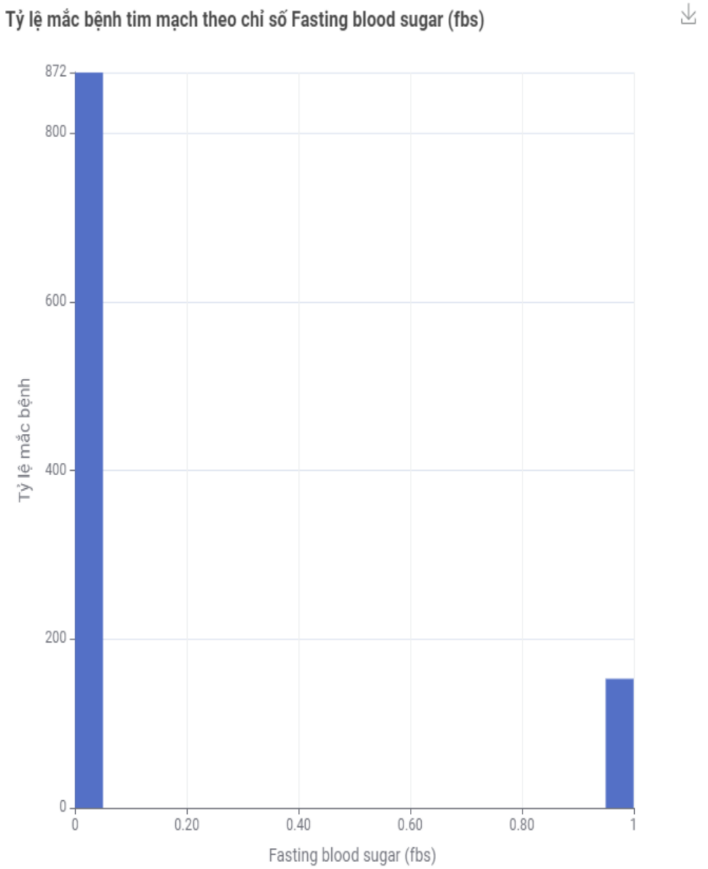 Tỷ lệ mắc bệnh tim mạch theo chỉ số Fasting blood sugar (fbs)
872
800
600
400
200
0
Tỷ lệ mắc bệnh
0 0.20 0.40 0.60 0.80 1
Fasting blood sugar (fbs)